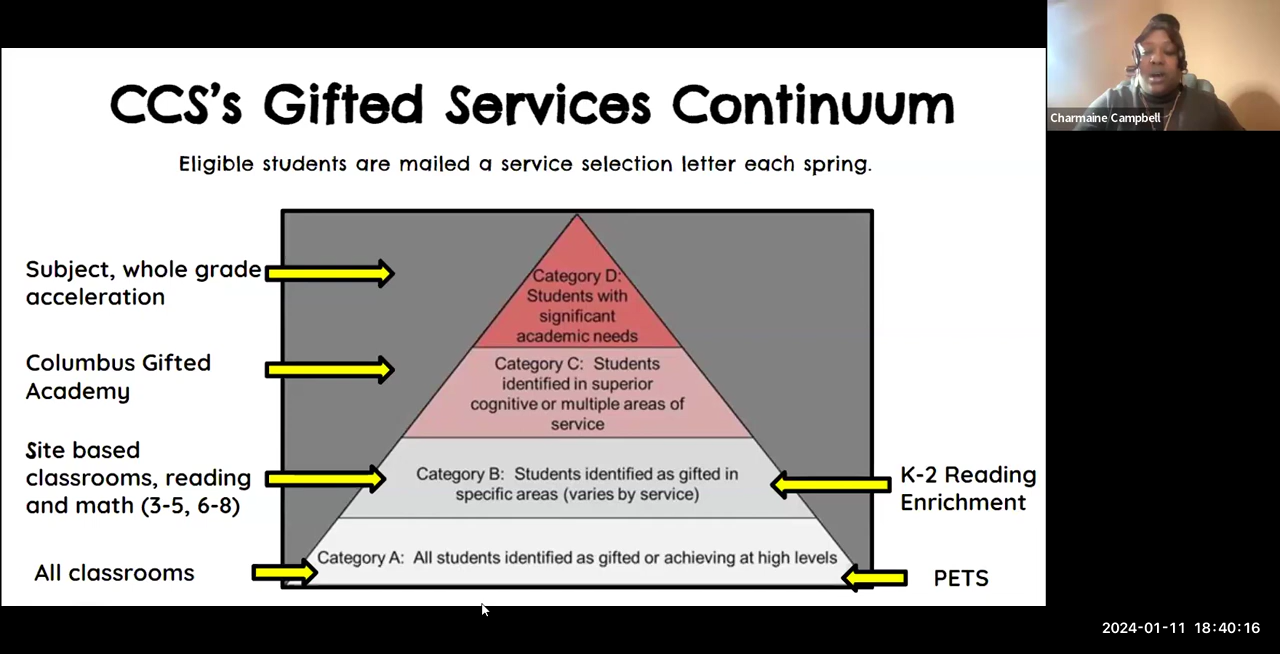 CCS's Gifted Services Continuum
Eligible students are mailed a service selection letter each spring.
Charmaine Campbell
Subject, whole grade
acceleration
Category D:
Students with
significant
academic needs
Columbus Gifted
Academy
Category C: Students
identified in superior
cognitive or multiple areas of
service
Site based
classrooms, reading
and math (3-5, 6-8)
Category B: Students identified as gifted in
specific areas (varies by service)
K-2 Reading
Enrichment
All classrooms
Category A: All students identified as gifted or achieving at high levels
PETS
2024-01-11 18:40:16